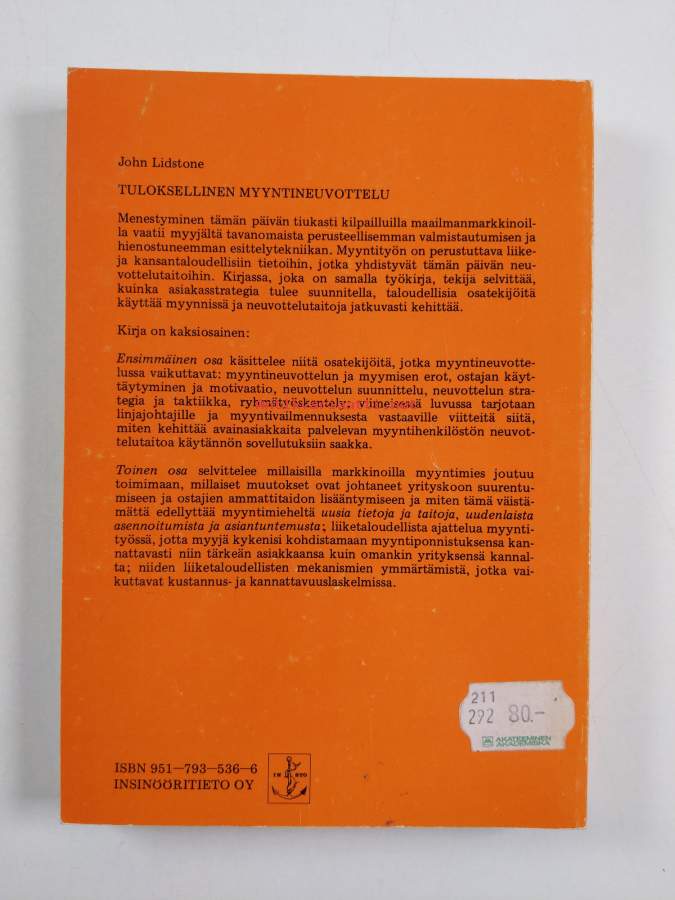 John Lidstone
TULOKSELLINEN MYYNTINEUVOTTELU
Menestyminen tämän päivän tiukasti kilpailluilla maailmanmarkkinoil-
la vaatii myyjältä tavanomaista perusteellisemman valmistautumisen ja
hienostuneemman esittelytekniikan. Myyntityön on perustuttava liike-
ja kansantaloudellisiin tietoihin, jotka yhdistyvät tämän päivän neu-
vottelutaitoihin. Kirjassa, joka on samalla työkirja, tekijä selvittää,
kuinka asiakasstrategia tulee suunnitella, taloudellisia osatekijöitä
käyttää myynnissä ja neuvottelutaitoja jatkuvasti kehittää.
Kirja on kaksiosainen:
Ensimmäinen osa käsittelee niitä osatekijöitä, jotka myyntineuvotte-
lussa vaikuttavat: myyntineuvottelun ja myymisen erot, ostajan käyt-
täytyminen ja motivaatio, neuvottelun suunnittelu, neuvottelun stra-
tegia ja taktiikka, ryhmätyöskentely. Viimeisessä luvussa tarjotaan
linjajohtajille ja myyntivailmennuksesta vastaaville viitteitä siitä,
miten kehittää avainasiakkaita palvelevan myyntihenkilöstön neuvot-
telutaitoa käytännön sovellutuksiin saakka.
Toinen osa selvittelee millaisilla markkinoilla myyntimies joutuu
toimimaan, millaiset muutokset ovat johtaneet yrityskoon suurentu-
miseen ja ostajien ammattitaidon lisääntymiseen ja miten tämä väistä-
mättä edellyttää myyntimieheltä uusia tietoja ja taitoja, uudenlaista
asennoitumista ja asiantuntemusta; liiketaloudellista ajattelua myynti-
työssä, jotta myyjä kykenisi kohdistamaan myyntiponnistuksensa kan-
nattavasti niin tärkeän asiakkaansa kuin omankin yrityksensä kannal-
ta; niiden liiketaloudellisten mekanismien ymmärtämistä, jotka vai-
kuttavat kustannus- ja kannattavuuslaskelmissa.
211
292 80.-
AKATEEMINEN
AKADEMISKA
ISBN 951—793—536—6
INSINÖÖRITIETO OY
IN STO